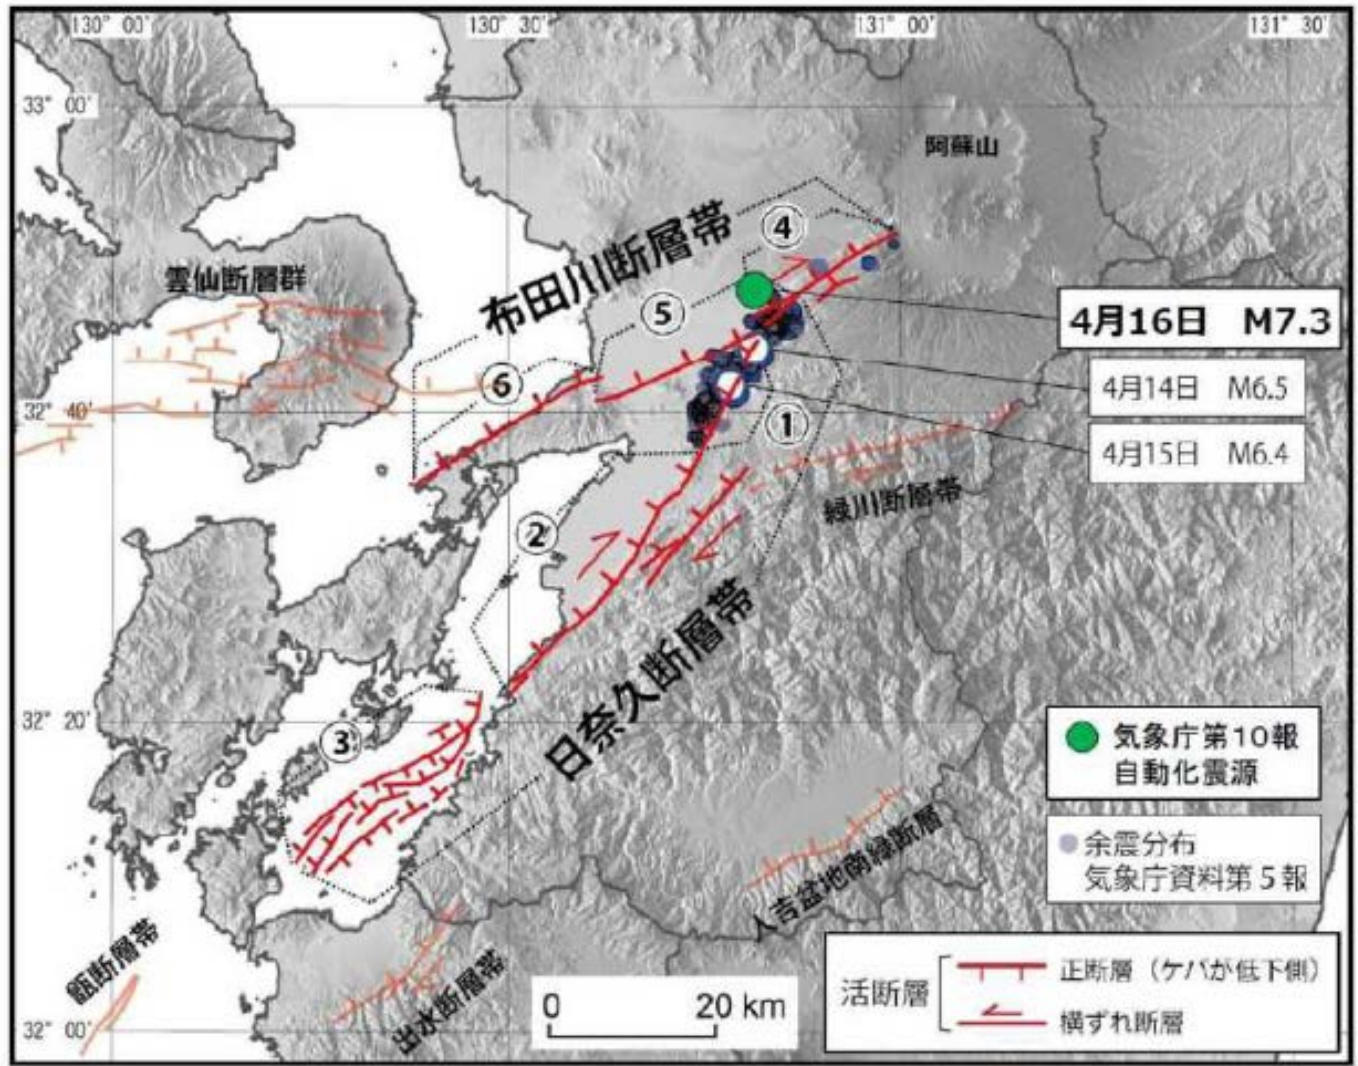 130° 00′
130° 30′
131° 00′
131° 30′
33° 00′
阿蘇山
④
布田川断層帯
雲仙断層群
⑤
4月16日 M7.3
⑥
4月14日 M6.5
32° 40′
①
4月15日 M6.4
緑川断層帯
②
日奈久断層帯
32° 20′
③
気象庁第10報
自動化震源
余震分布
気象庁資料第5報
人吉盆地南縁断層
甑断層帯
出水断層帯
32° 00′
0 20 km
活断層
正断層（ケバが低下側）
横ずれ断層